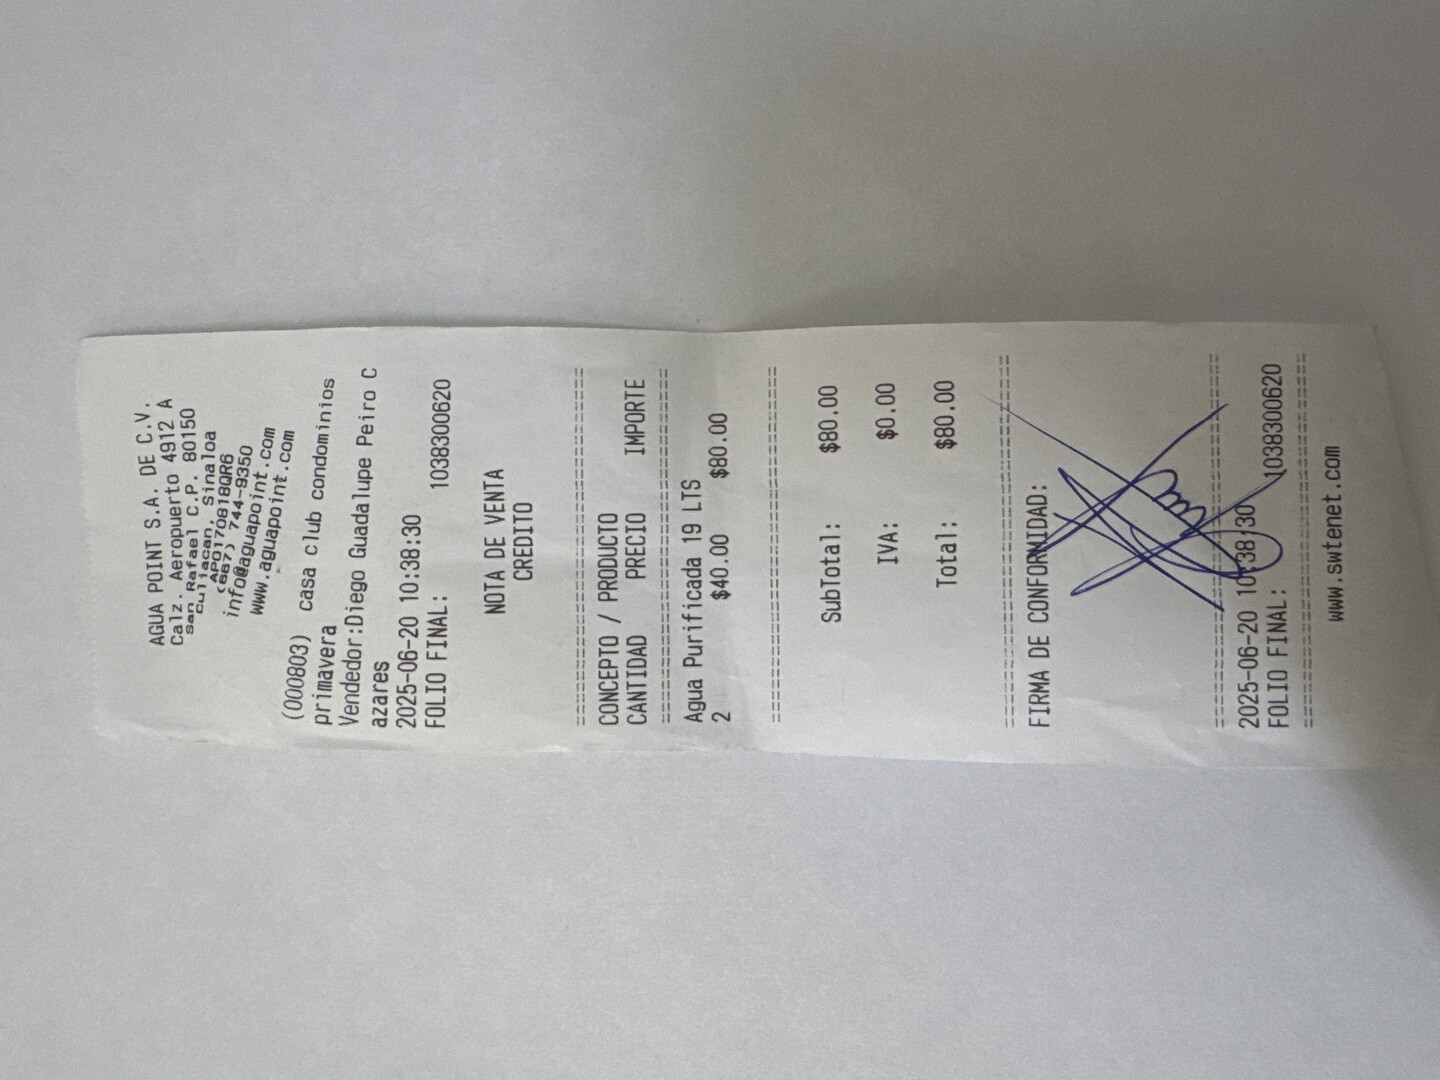 AGUA POINT S.A. DE C.V.
Calz. Aeropuerto 4912 A
San Rafael C.P. 80150
Culiacan, Sinaloa
APO170818QR6
(667) 744-9350
info@aguapoint.com
www.aguapoint.com
(000803) casa club condominios
primavera
Vendedor:Diego Guadalupe Peiro C
azares
2025-06-20 10:38:30
FOLIO FINAL: 1038300620
NOTA DE VENTA
CREDITO
================================
CONCEPTO / PRODUCTO
CANTIDAD PRECIO IMPORTE
================================
Agua Purificada 19 LTS
2 $40.00 $80.00
================================
SubTotal: $80.00
IVA: $0.00
Total: $80.00
================================
FIRMA DE CONFORMIDAD:
================================
2025-06-20 10:38:30
FOLIO FINAL: 1038300620
================================
www.swtenet.com